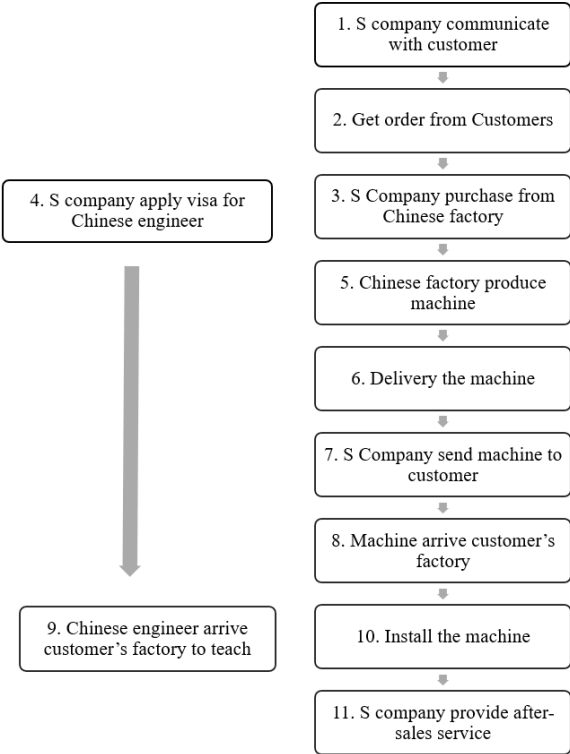 1. S company communicate
with customer
2. Get order from Customers
3. S Company purchase from
Chinese factory
4. S company apply visa for
Chinese engineer
5. Chinese factory produce
machine
6. Delivery the machine
7. S Company send machine to
customer
8. Machine arrive customer’s
factory
9. Chinese engineer arrive
customer’s factory to teach
10. Install the machine
11. S company provide after-
sales service